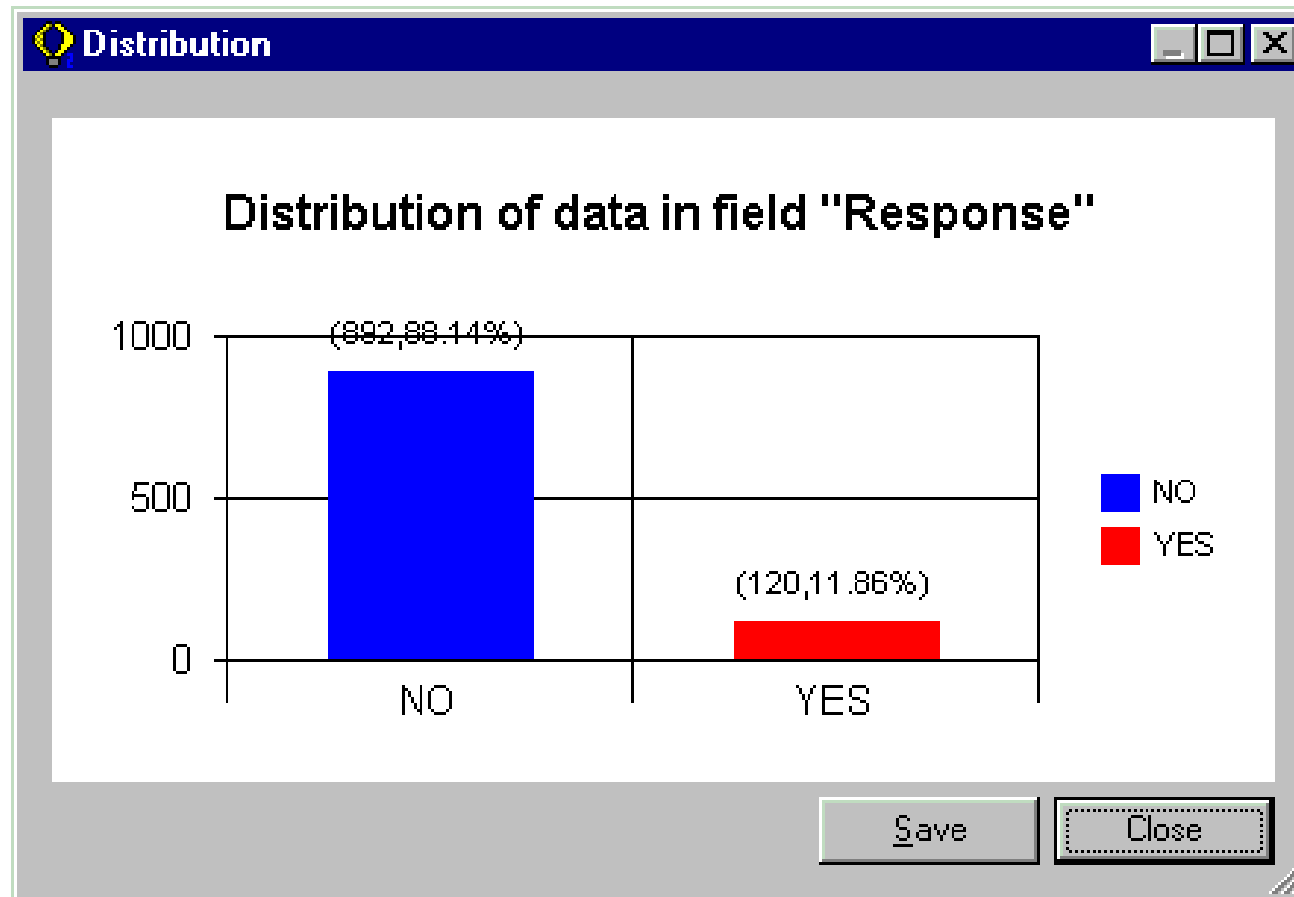 Distribution
Distribution of data in field "Response"
1000
(892,88.14%)
500
NO
YES
(120,11.86%)
0
NO
YES
Save
Close